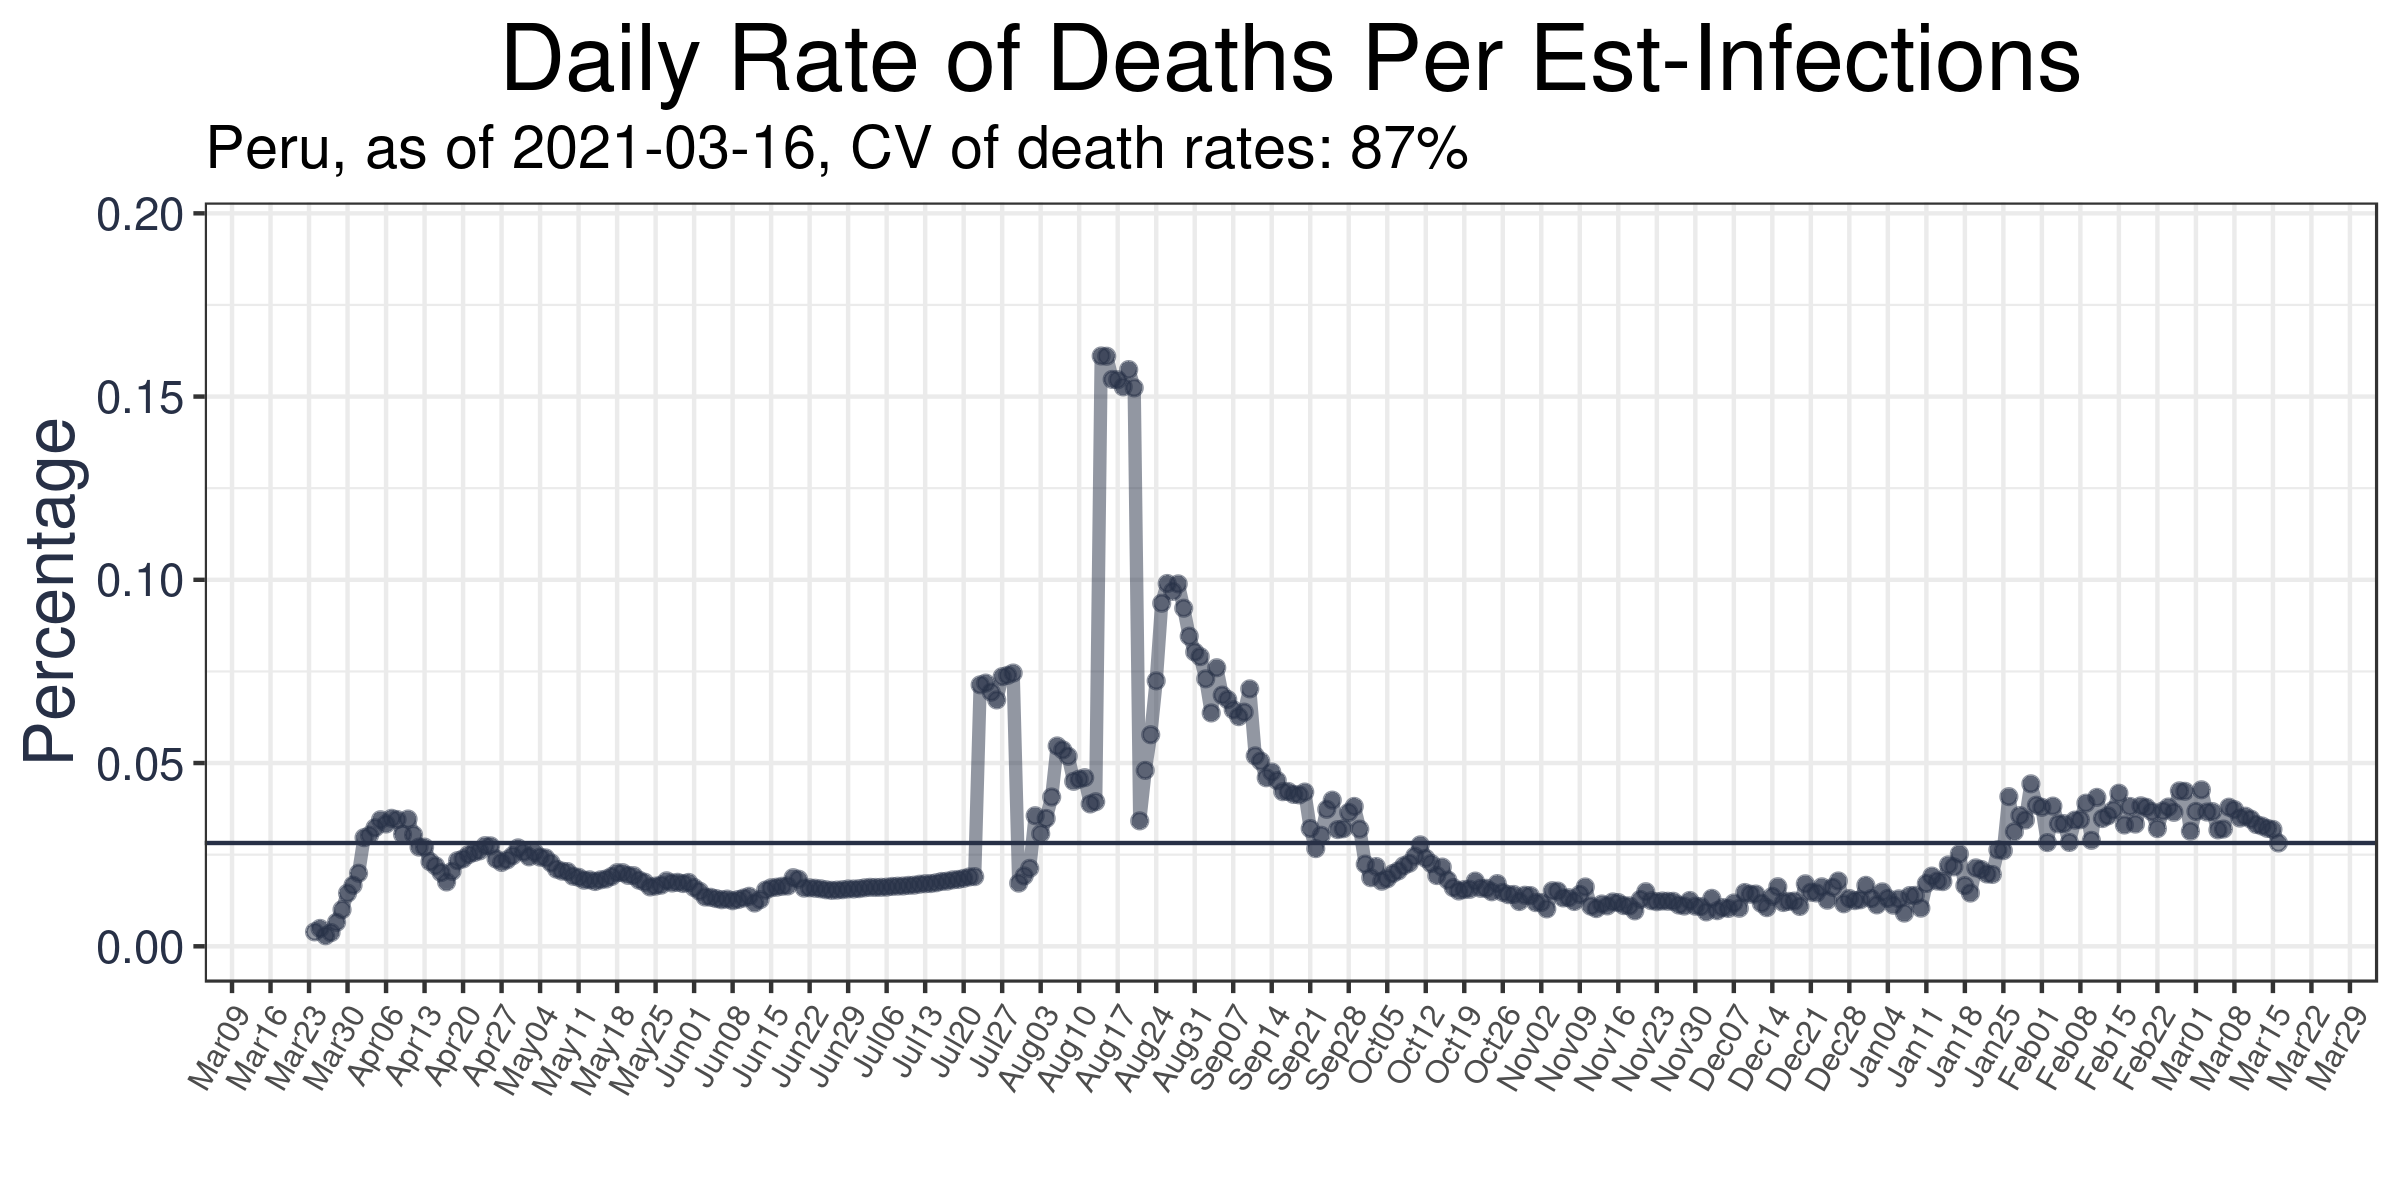 Daily Rate of Deaths Per Est-Infections
Peru, as of 2021-03-16, CV of death rates: 87%
Percentage
0.20
0.15
0.10
0.05
0.00
Mar09
Mar16
Mar23
Mar30
Apr06
Apr13
Apr20
Apr27
May04
May11
May18
May25
Jun01
Jun08
Jun15
Jun22
Jun29
Jul06
Jul13
Jul20
Jul27
Aug03
Aug10
Aug17
Aug24
Aug31
Sep07
Sep14
Sep21
Sep28
Oct05
Oct12
Oct19
Oct26
Nov02
Nov09
Nov16
Nov23
Nov30
Dec07
Dec14
Dec21
Dec28
Jan04
Jan11
Jan18
Jan25
Feb01
Feb08
Feb15
Feb22
Mar01
Mar08
Mar15
Mar22
Mar29